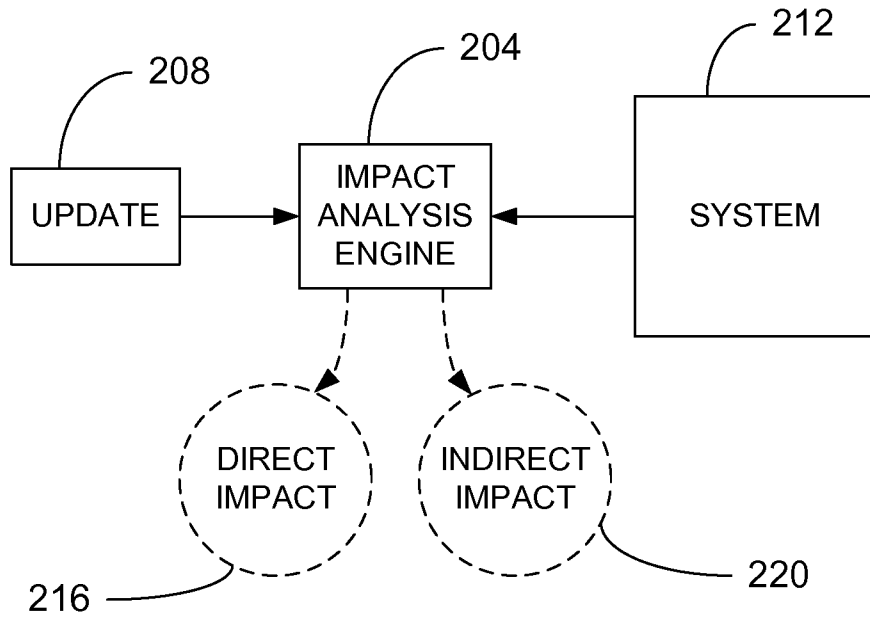 212
204
208
IMPACT
ANALYSIS
ENGINE
UPDATE
SYSTEM
DIRECT
IMPACT
INDIRECT
IMPACT
216
220